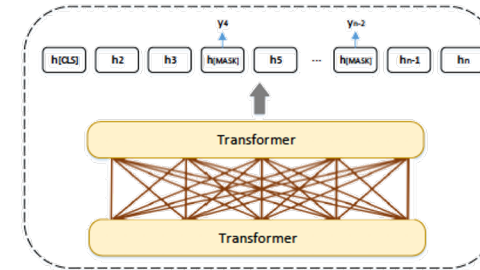 y4 yn-2
h[CLS] h2 h3 h[MASK] h5 ... h[MASK] hn-1 hn
Transformer
Transformer